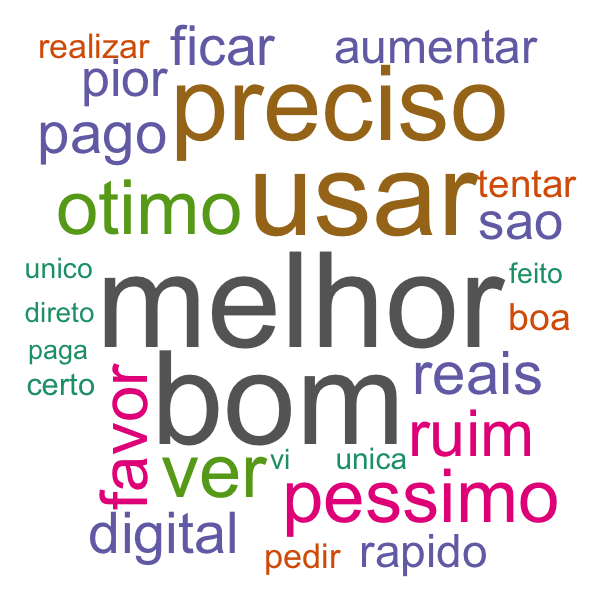 realizar
ficar
aumentar
pior
preciso
pago
otimo
usar
tentar
sao
unico
melhor
feito
direto
boa
paga
certo
favor
bom
reais
ruim
ver
vi
unica
pessimo
digital
pedir
rapido